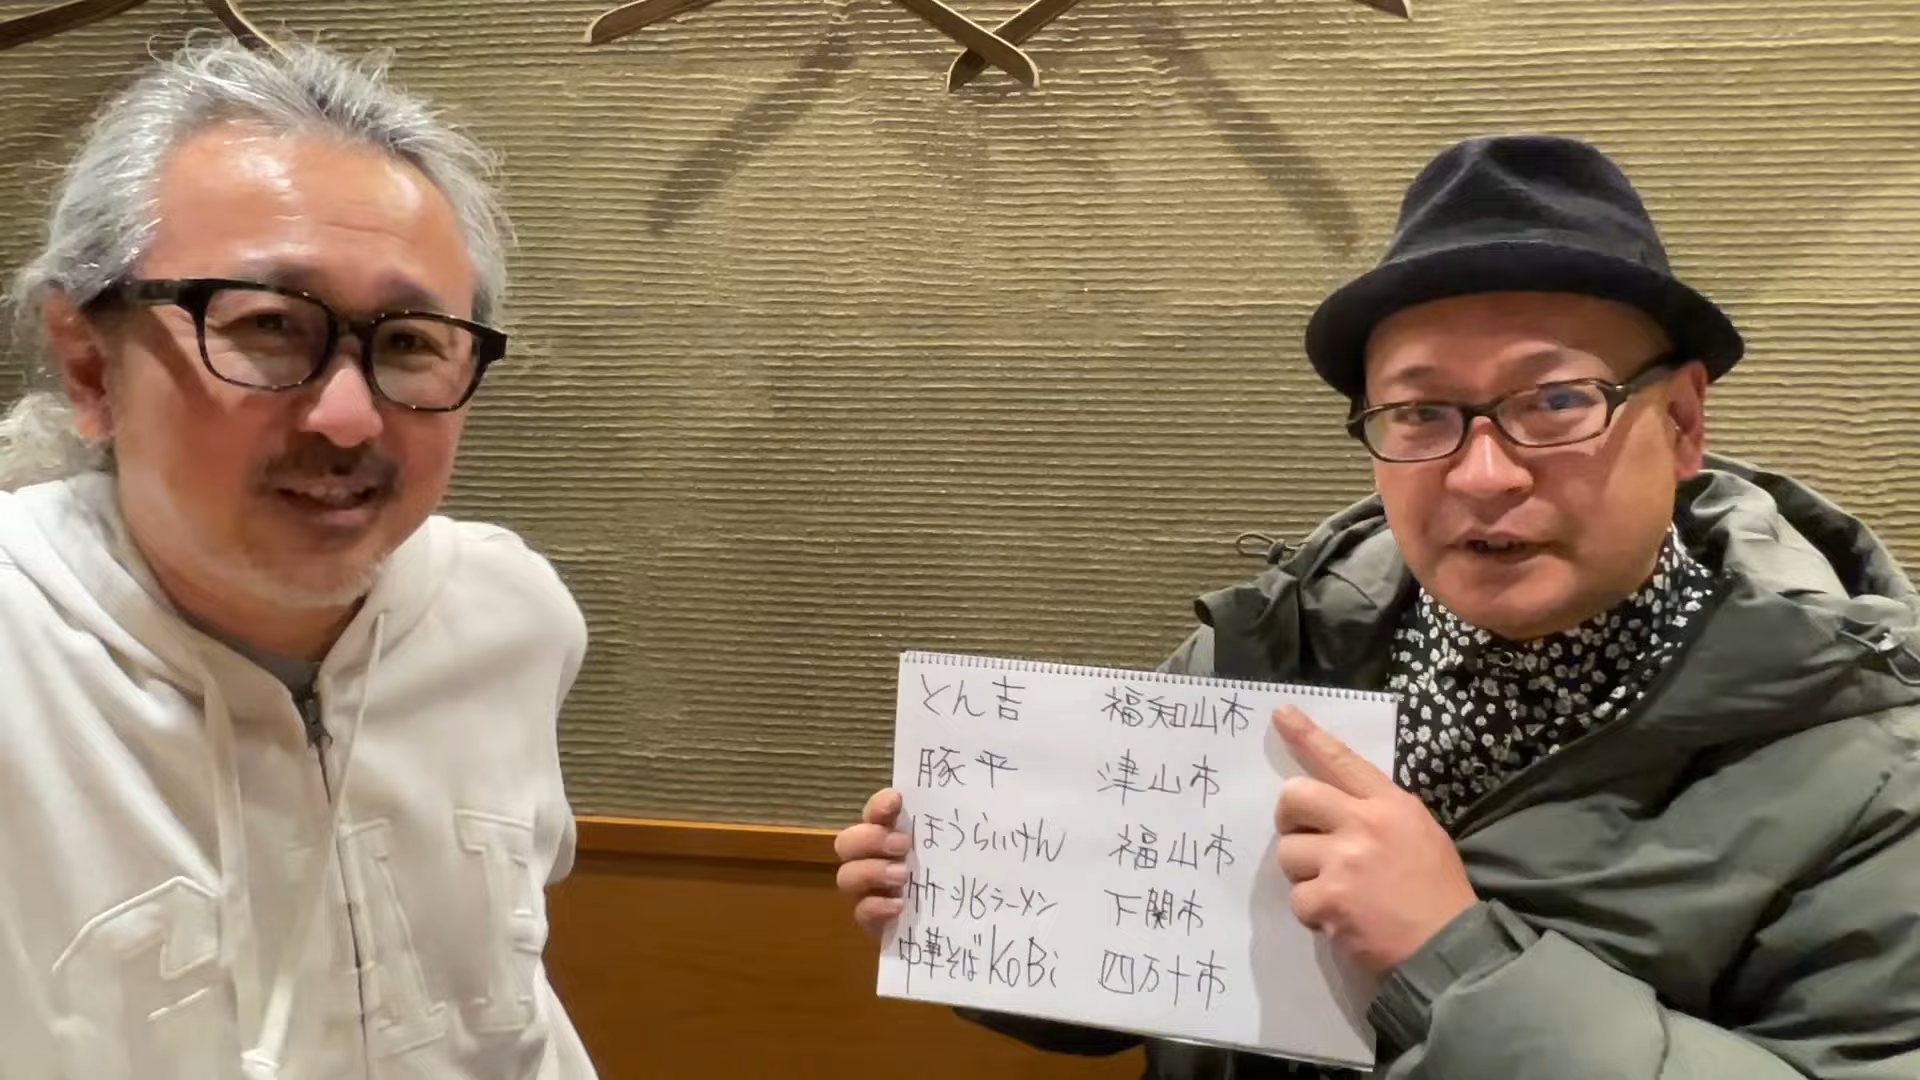 とん吉 福知山市
豚平 津山市
ほうらいけん 福山市
竹兆ラーメン 下関市
中華そばKoBi 四万十市